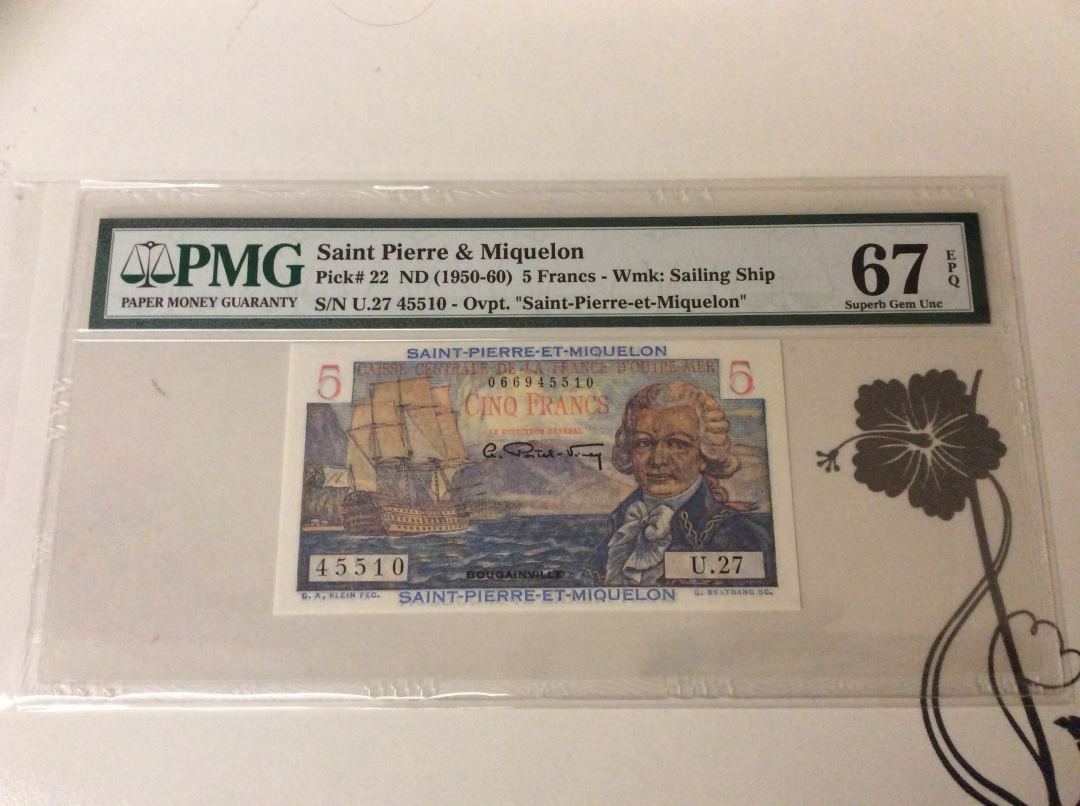 PMG
PAPER MONEY GUARANTY
Saint Pierre & Miquelon
Pick# 22 ND (1950-60) 5 Francs - Wmk: Sailing Ship
S/N U.27 45510 - Ovpt. "Saint-Pierre-et-Miquelon"
67 EPQ
Superb Gem Unc
SAINT-PIERRE-ET-MIQUELON
5 CAISSE CENTRALE DE LA FRANCE D'OUTRE-MER 5
066945510
CINQ FRANCS
LE DIRECTEUR GÉNÉRAL
45510
BOUGAINVILLE
U.27
G. A. KLEIN FEC.
SAINT-PIERRE-ET-MIQUELON
G. BELTRAND SC.